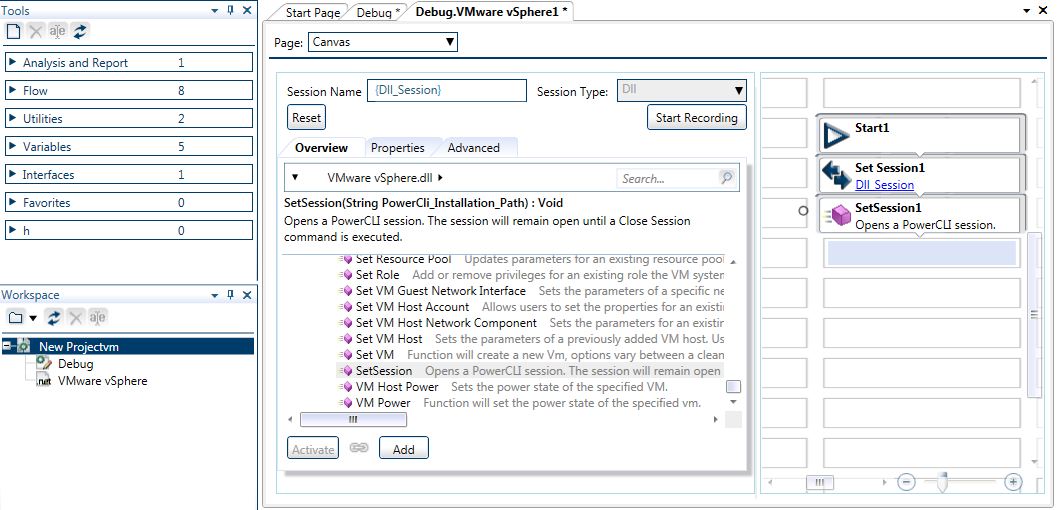 Tools
Analysis and Report 1
Flow 8
Utilities 2
Variables 5
Interfaces 1
Favorites 0
h 0
Workspace
New Projectvm
Debug
.net VMware vSphere
Start Page Debug * Debug.VMware vSphere1 *
Page: Canvas
Session Name {Dll_Session} Session Type: Dll
Reset Start Recording
Overview Properties Advanced
VMware vSphere.dll Search...
SetSession(String PowerCli_Installation_Path) : Void
Opens a PowerCLI session. The session will remain open until a Close Session
command is executed.
Set Resource Pool Updates parameters for an existing resource pool
Set Role Add or remove privileges for an existing role the VM system
Set VM Guest Network Interface Sets the parameters of a specific ne
Set VM Host Account Allows users to set the properties for an existin
Set VM Host Network Component Sets the parameters for an existin
Set VM Host Sets the parameters of a previously added VM host. Us
Set VM Function will create a new Vm, options vary between a clean
SetSession Opens a PowerCLI session. The session will remain open
VM Host Power Sets the power state of the specified VM.
VM Power Function will set the power state of the specified vm.
Activate Add
Start1
Set Session1
Dll_Session
SetSession1
Opens a PowerCLI session.